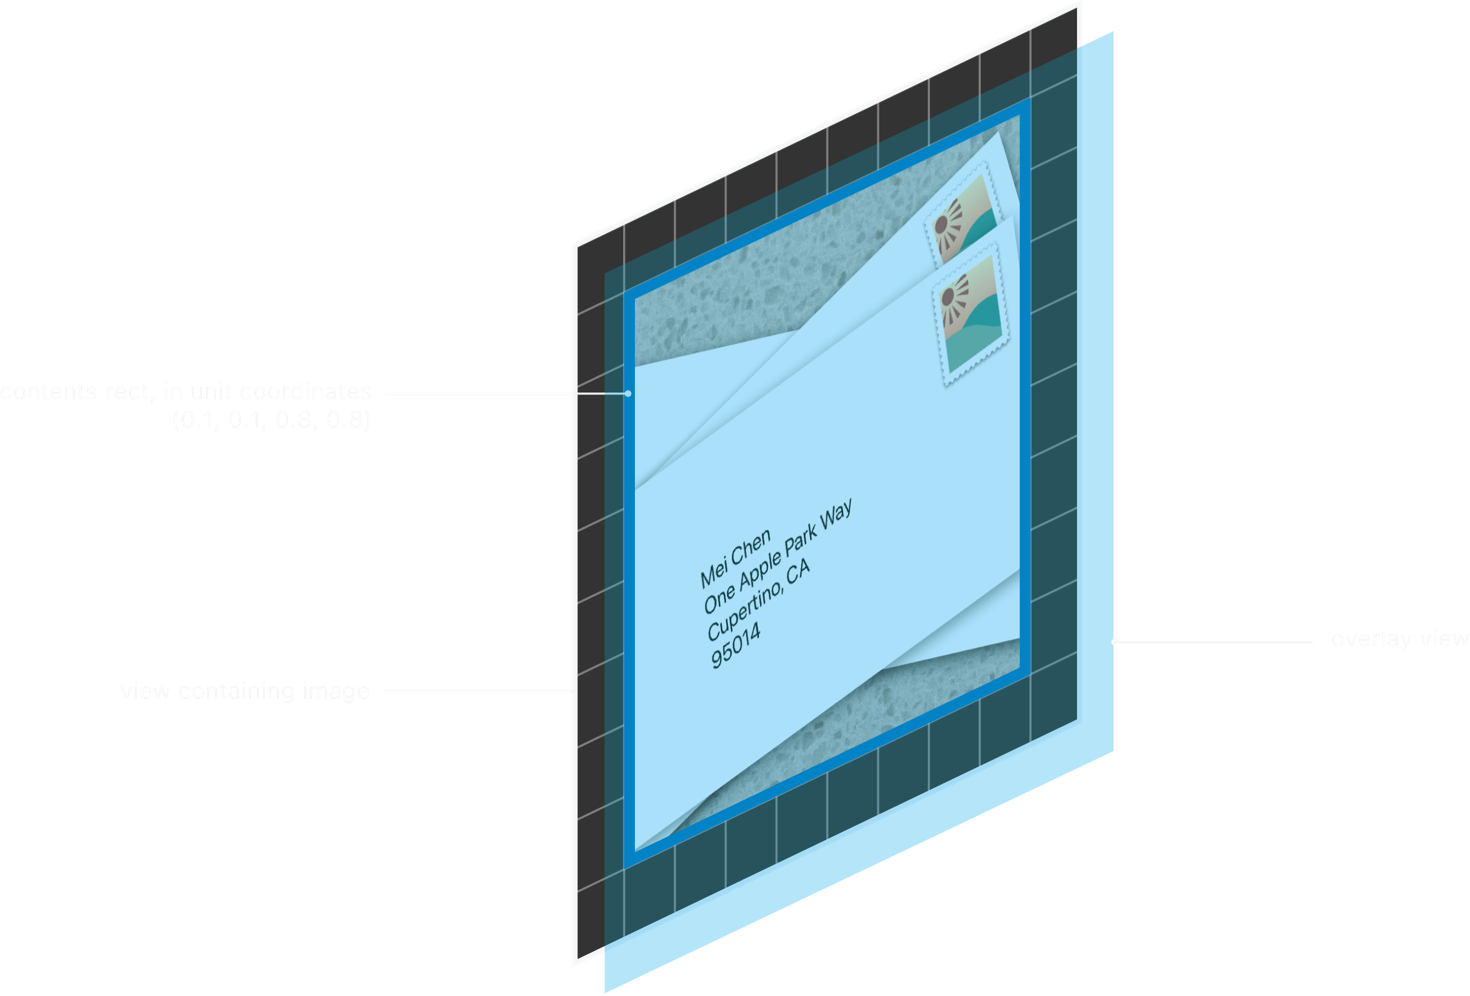 contents rect, in unit coordinates
(0.1, 0.1, 0.8, 0.8)
Mei Chen
One Apple Park Way
Cupertino, CA
95014
overlay view
view containing image